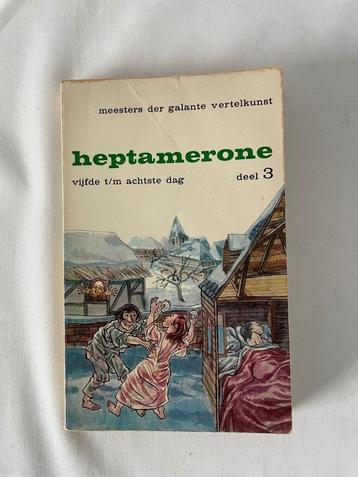 meesters der galante vertelkunst
heptamerone
vijfde t/m achtste dag deel 3